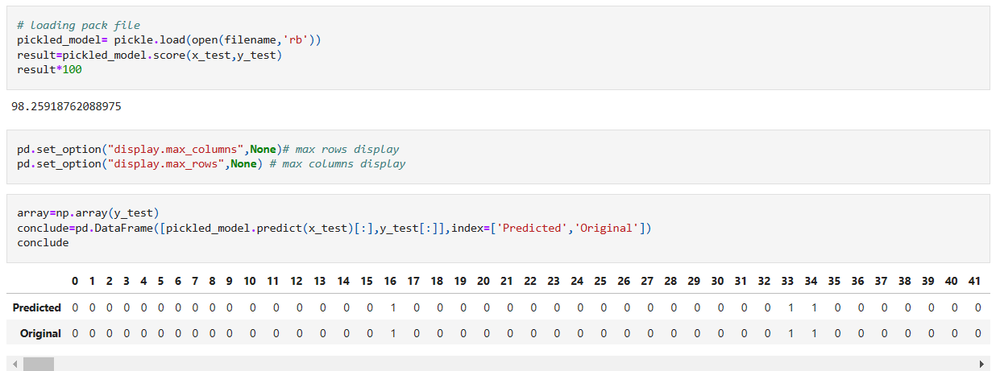 # loading pack file
pickled_model= pickle.load(open(filename,'rb'))
result=pickled_model.score(x_test,y_test)
result*100
98.25918762088975
pd.set_option("display.max_columns",None)# max rows display
pd.set_option("display.max_rows",None) # max columns display
array=np.array(y_test)
conclude=pd.DataFrame([pickled_model.predict(x_test)[:],y_test[:]],index=['Predicted','Original'])
conclude
0 1 2 3 4 5 6 7 8 9 10 11 12 13 14 15 16 17 18 19 20 21 22 23 24 25 26 27 28 29 30 31 32 33 34 35 36 37 38 39 40 41
Predicted 0 0 0 0 0 0 0 0 0 0 0 0 0 0 0 0 1 0 0 0 0 0 0 0 0 0 0 0 0 0 0 0 0 1 1 0 0 0 0 0 0 0
Original 0 0 0 0 0 0 0 0 0 0 0 0 0 0 0 0 1 0 0 0 0 0 0 0 0 0 0 0 0 0 0 0 0 1 1 0 0 0 0 0 0 0